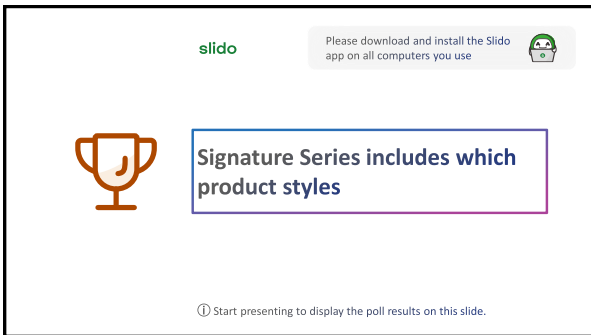 slido
Please download and install the Slido
app on all computers you use
Signature Series includes which
product styles
Start presenting to display the poll results on this slide.